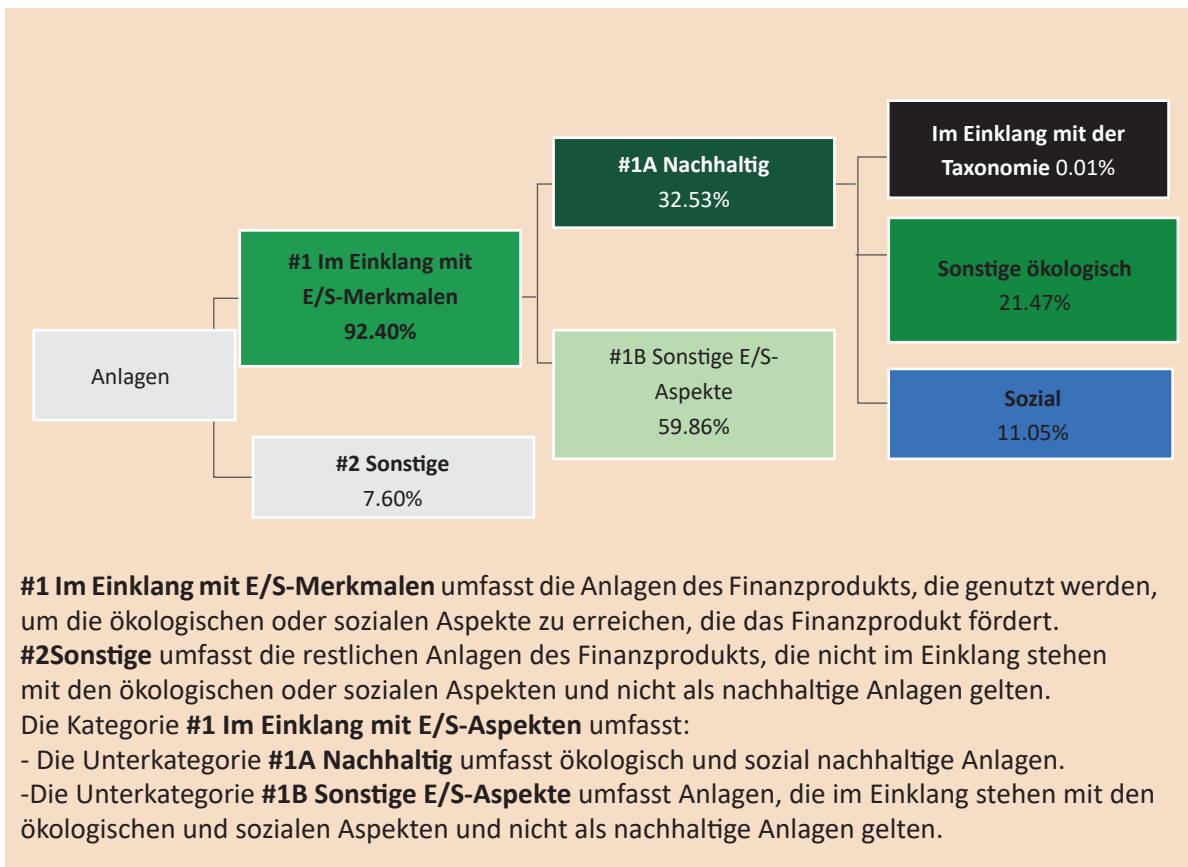 Anlagen
#1 Im Einklang mit
E/S-Merkmalen
92.40%
#2 Sonstige
7.60%
#1A Nachhaltig
32.53%
#1B Sonstige E/S-
Aspekte
59.86%
Im Einklang mit der
Taxonomie 0.01%
Sonstige ökologisch
21.47%
Sozial
11.05%
#1 Im Einklang mit E/S-Merkmalen umfasst die Anlagen des Finanzprodukts, die genutzt werden,
um die ökologischen oder sozialen Aspekte zu erreichen, die das Finanzprodukt fördert.
#2Sonstige umfasst die restlichen Anlagen des Finanzprodukts, die nicht im Einklang stehen
mit den ökologischen oder sozialen Aspekten und nicht als nachhaltige Anlagen gelten.
Die Kategorie #1 Im Einklang mit E/S-Aspekten umfasst:
- Die Unterkategorie #1A Nachhaltig umfasst ökologisch und sozial nachhaltige Anlagen.
-Die Unterkategorie #1B Sonstige E/S-Aspekte umfasst Anlagen, die im Einklang stehen mit den
ökologischen und sozialen Aspekten und nicht als nachhaltige Anlagen gelten.